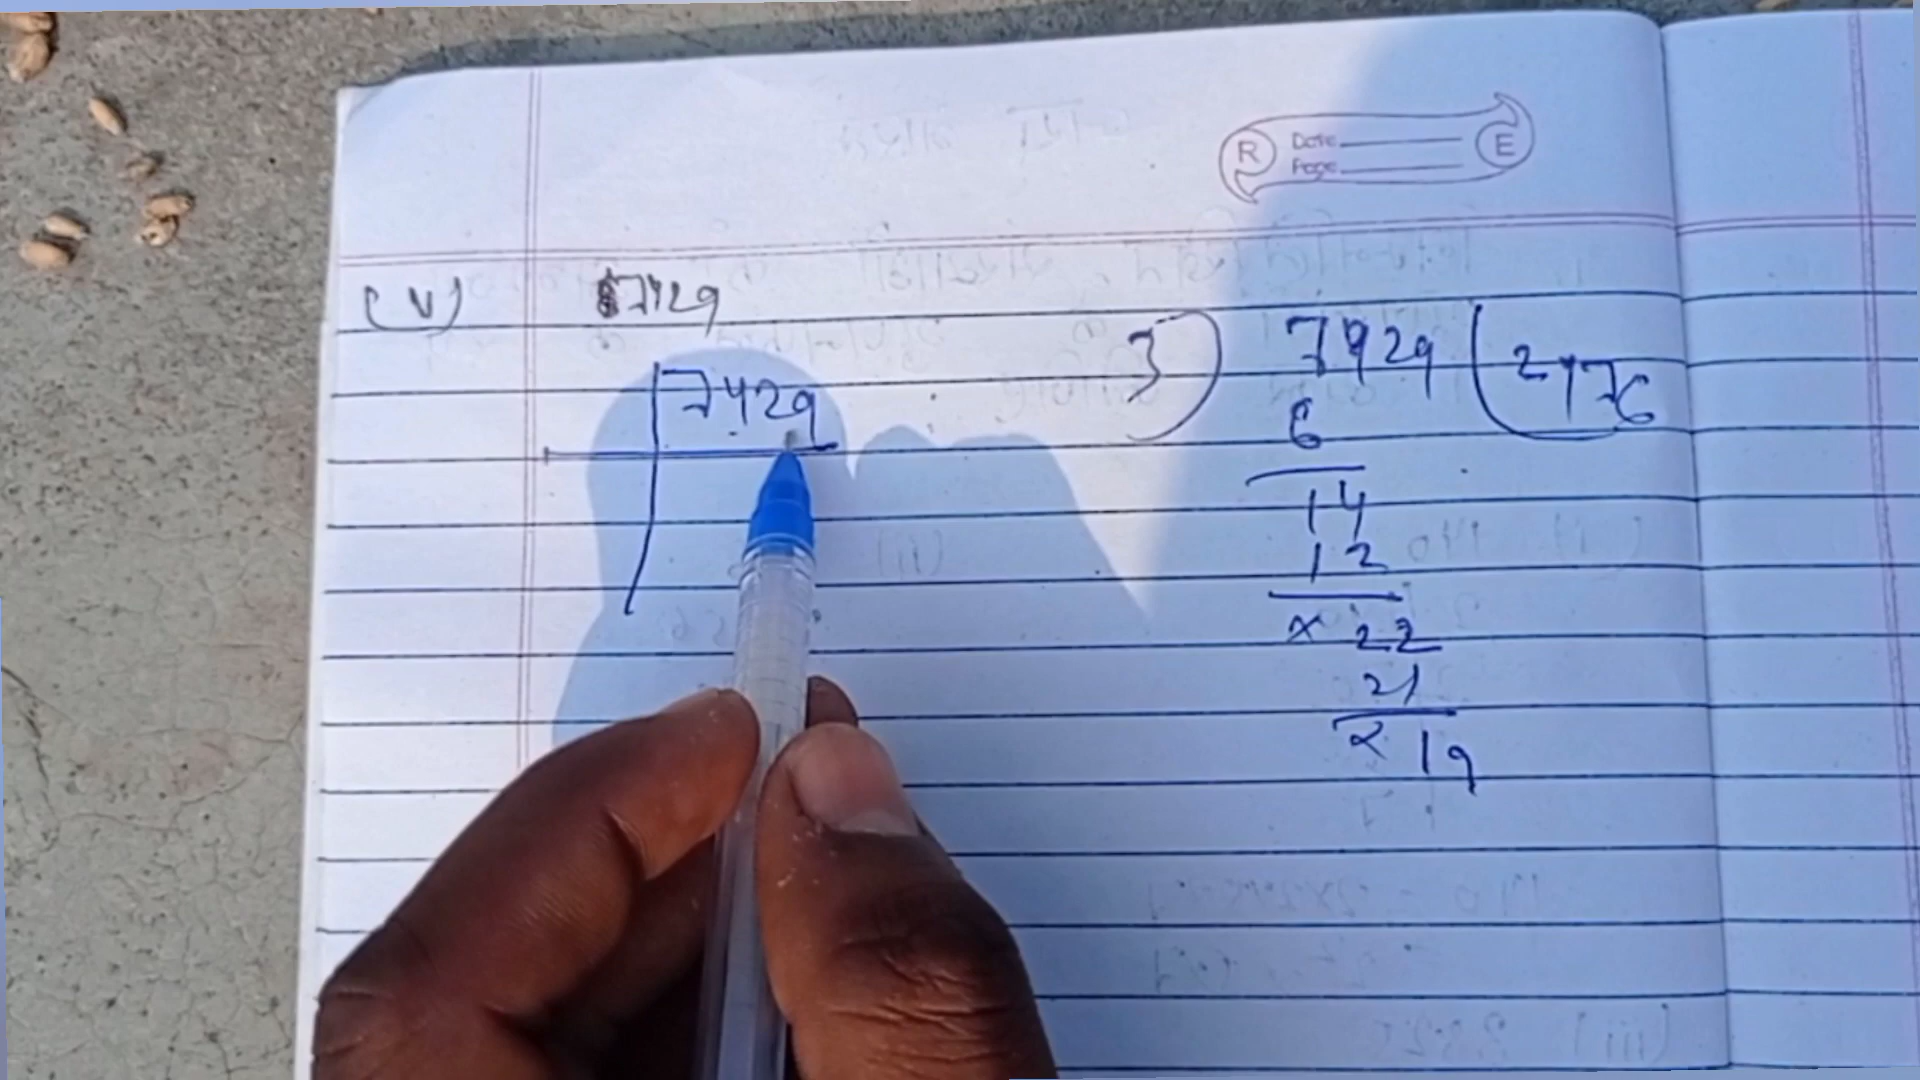 R Date E
Page
(v) 7429
7429
3) 7429 ( 2476
6
14
12
× 22
21
× 19